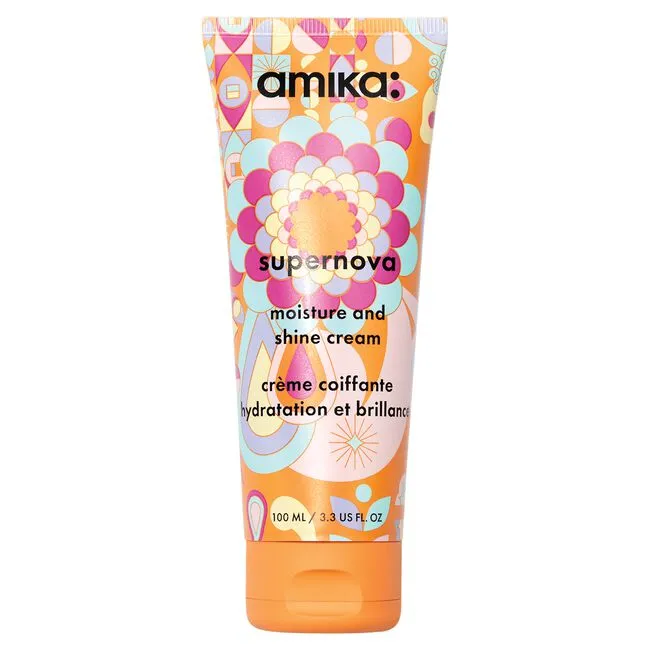 amika:
supernova
moisture and
shine cream
crème coiffante
hydratation et brillance
100 ML / 3.3 US FL. OZ